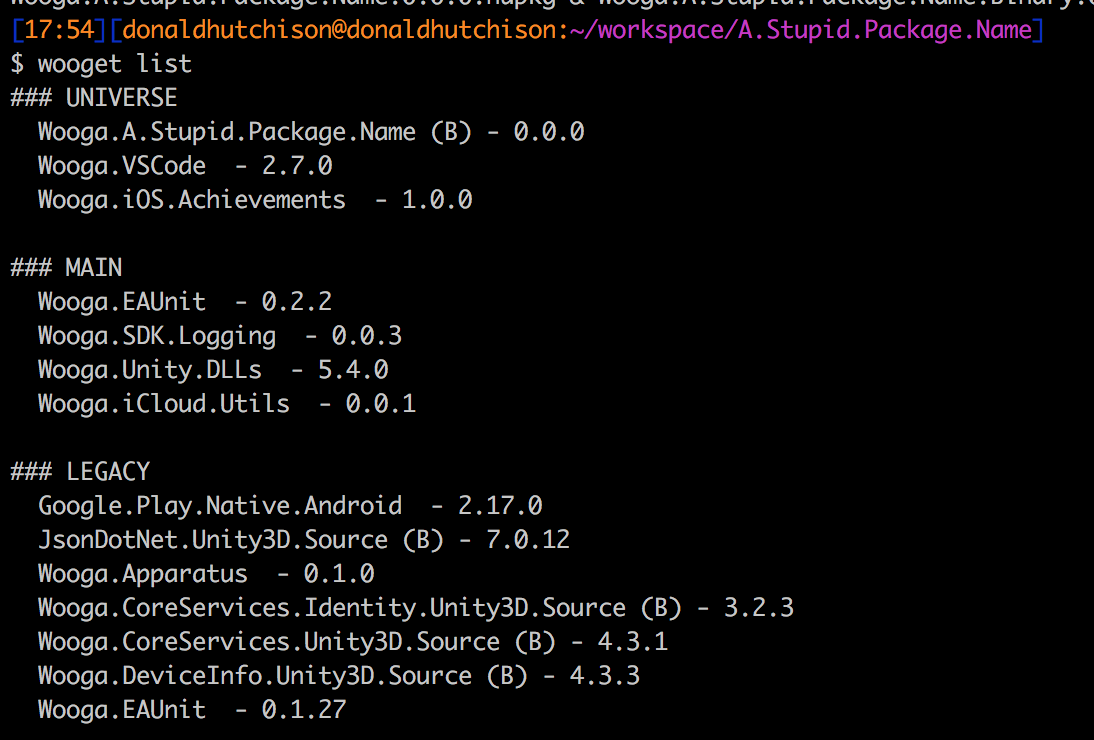 [17:54][donaldhutchison@donaldhutchison:~/workspace/A.Stupid.Package.Name]
$ wooget list
### UNIVERSE
  Wooga.A.Stupid.Package.Name (B) - 0.0.0
  Wooga.VSCode  - 2.7.0
  Wooga.iOS.Achievements  - 1.0.0

### MAIN
  Wooga.EAUnit  - 0.2.2
  Wooga.SDK.Logging  - 0.0.3
  Wooga.Unity.DLLs  - 5.4.0
  Wooga.iCloud.Utils  - 0.0.1

### LEGACY
  Google.Play.Native.Android  - 2.17.0
  JsonDotNet.Unity3D.Source (B) - 7.0.12
  Wooga.Apparatus  - 0.1.0
  Wooga.CoreServices.Identity.Unity3D.Source (B) - 3.2.3
  Wooga.CoreServices.Unity3D.Source (B) - 4.3.1
  Wooga.DeviceInfo.Unity3D.Source (B) - 4.3.3
  Wooga.EAUnit  - 0.1.27